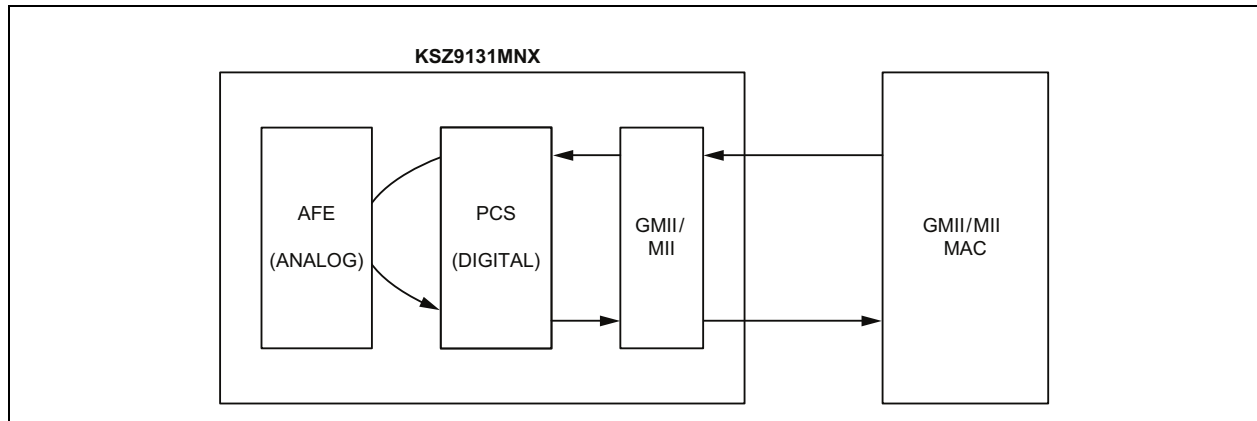 KSZ9131MNX
AFE
(ANALOG)
PCS
(DIGITAL)
GMII/
MII
GMII/MII
MAC